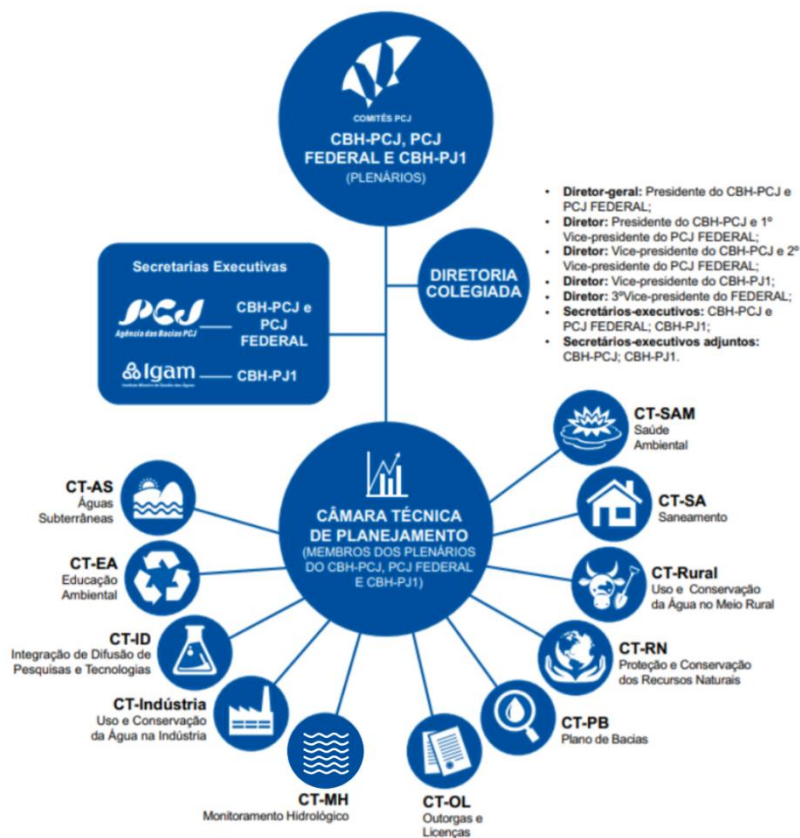 COMITÊS PCJ
CBH-PCJ, PCJ
FEDERAL E CBH-PJ1
(PLENÁRIOS)
• Diretor-geral: Presidente do CBH-PCJ e
PCJ FEDERAL;
• Diretor: Presidente do CBH-PCJ e 1º
Vice-presidente do PCJ FEDERAL;
• Diretor: Vice-presidente do CBH-PCJ e 2º
Vice-presidente do PCJ FEDERAL;
• Diretor: Vice-presidente do CBH-PJ1;
• Diretor: 3ºVice-presidente do FEDERAL;
• Secretários-executivos: CBH-PCJ e
PCJ FEDERAL; CBH-PJ1;
• Secretários-executivos adjuntos:
CBH-PCJ; CBH-PJ1.
DIRETORIA
COLEGIADA
Secretarias Executivas
PCJ
Agência das Bacias PCJ
CBH-PCJ e
PCJ
FEDERAL
Igam
Instituto Mineiro de Gestão das Águas
CBH-PJ1
CÂMARA TÉCNICA
DE PLANEJAMENTO
(MEMBROS DOS PLENÁRIOS
DO CBH-PCJ, PCJ FEDERAL
E CBH-PJ1)
CT-AS
Águas
Subterrâneas
CT-EA
Educação
Ambiental
CT-ID
Integração de Difusão de
Pesquisas e Tecnologias
CT-Indústria
Uso e Conservação
da Água na Indústria
CT-MH
Monitoramento Hidrológico
CT-OL
Outorgas e
Licenças
CT-PB
Plano de Bacias
CT-RN
Proteção e Conservação
dos Recursos Naturais
CT-Rural
Uso e Conservação
da Água no Meio Rural
CT-SA
Saneamento
CT-SAM
Saúde
Ambiental